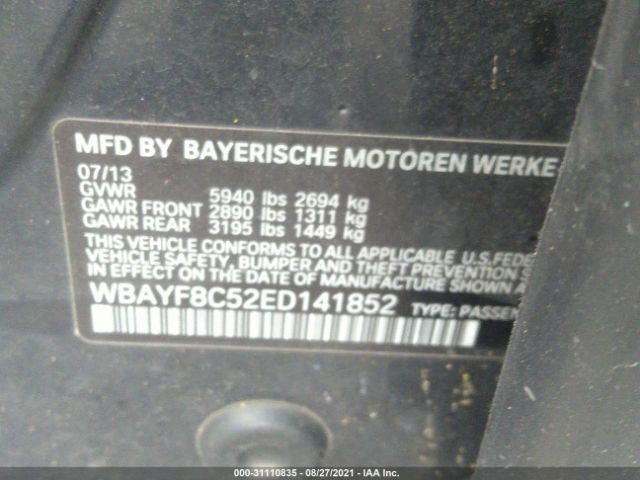 MFD BY BAYERISCHE MOTOREN WERKE
07/13
GVWR 5940 lbs 2694 kg
GAWR FRONT 2890 lbs 1311 kg
GAWR REAR 3195 lbs 1449 kg
THIS VEHICLE CONFORMS TO ALL APPLICABLE U.S. FEDE
VEHICLE SAFETY, BUMPER AND THEFT PREVENTION S
IN EFFECT ON THE DATE OF MANUFACTURE SHOWN A
WBAYF8C52ED141852 TYPE: PASSEN
000-31110835 - 08/27/2021 - IAA Inc.